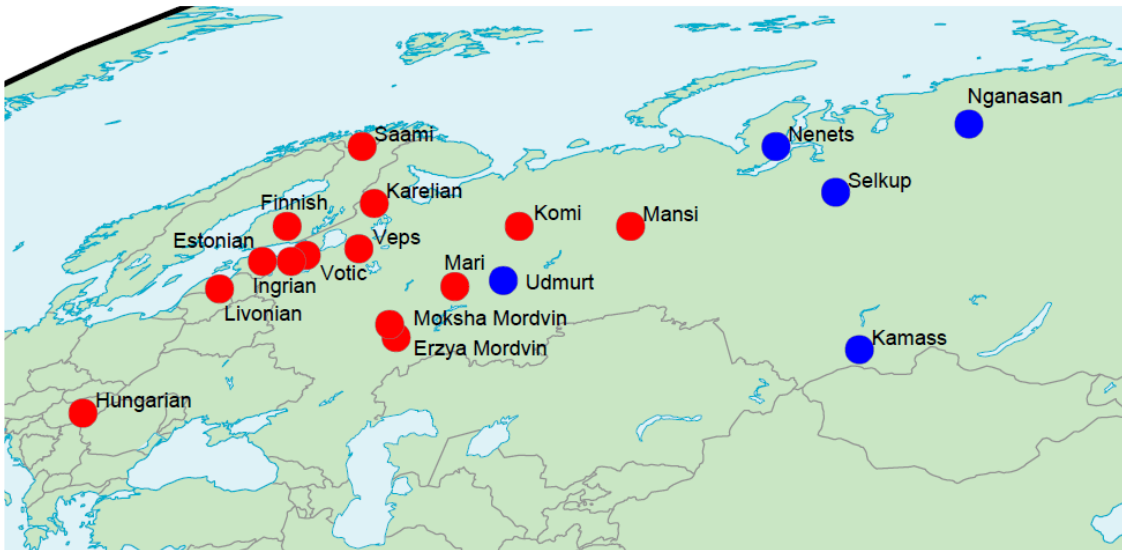 Nganasan
Saami
Nenets
Selkup
Karelian
Finnish
Komi
Mansi
Estonian
Veps
Mari
Votic
Udmurt
Ingrian
Livonian
Moksha Mordvin
Kamass
Erzya Mordvin
Hungarian